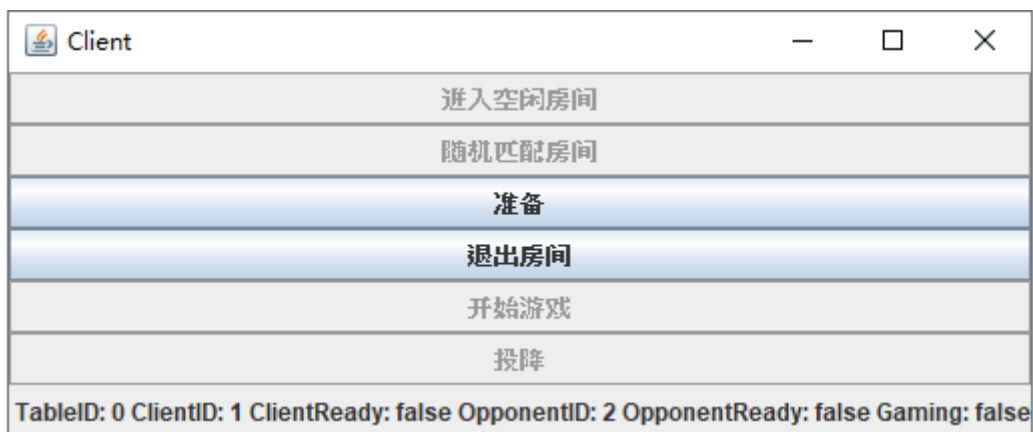 Client
进入空闲房间
随机匹配房间
准备
退出房间
开始游戏
投降
TableID: 0 ClientID: 1 ClientReady: false OpponentID: 2 OpponentReady: false Gaming: false